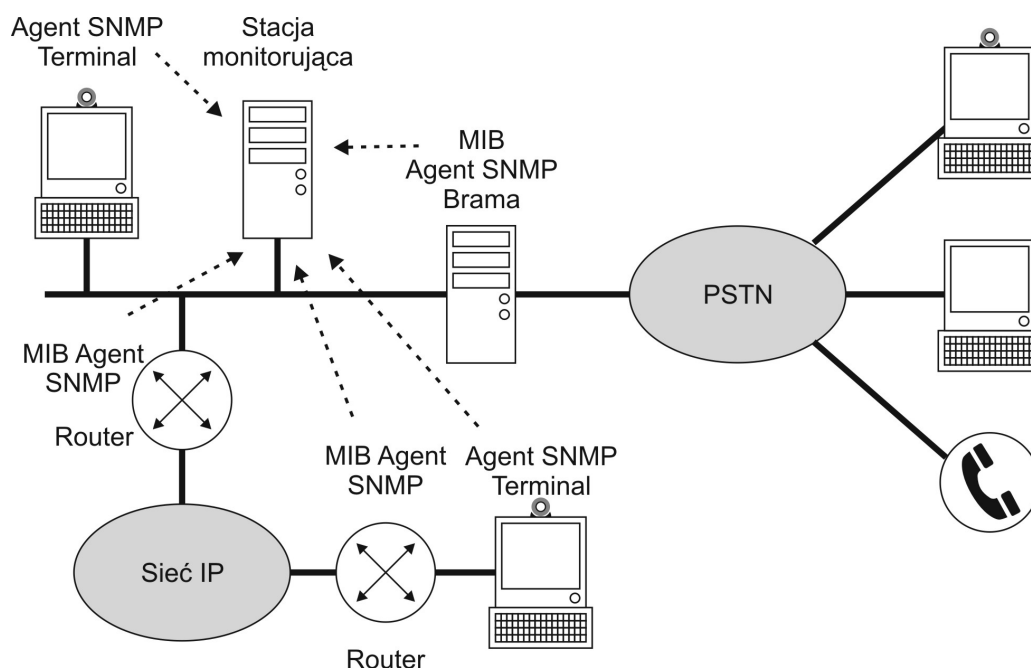 Agent SNMP
Terminal
Stacja
monitorująca
MIB
Agent SNMP
Brama
PSTN
MIB Agent
SNMP
Router
MIB Agent
SNMP
Agent SNMP
Terminal
Sieć IP
Router